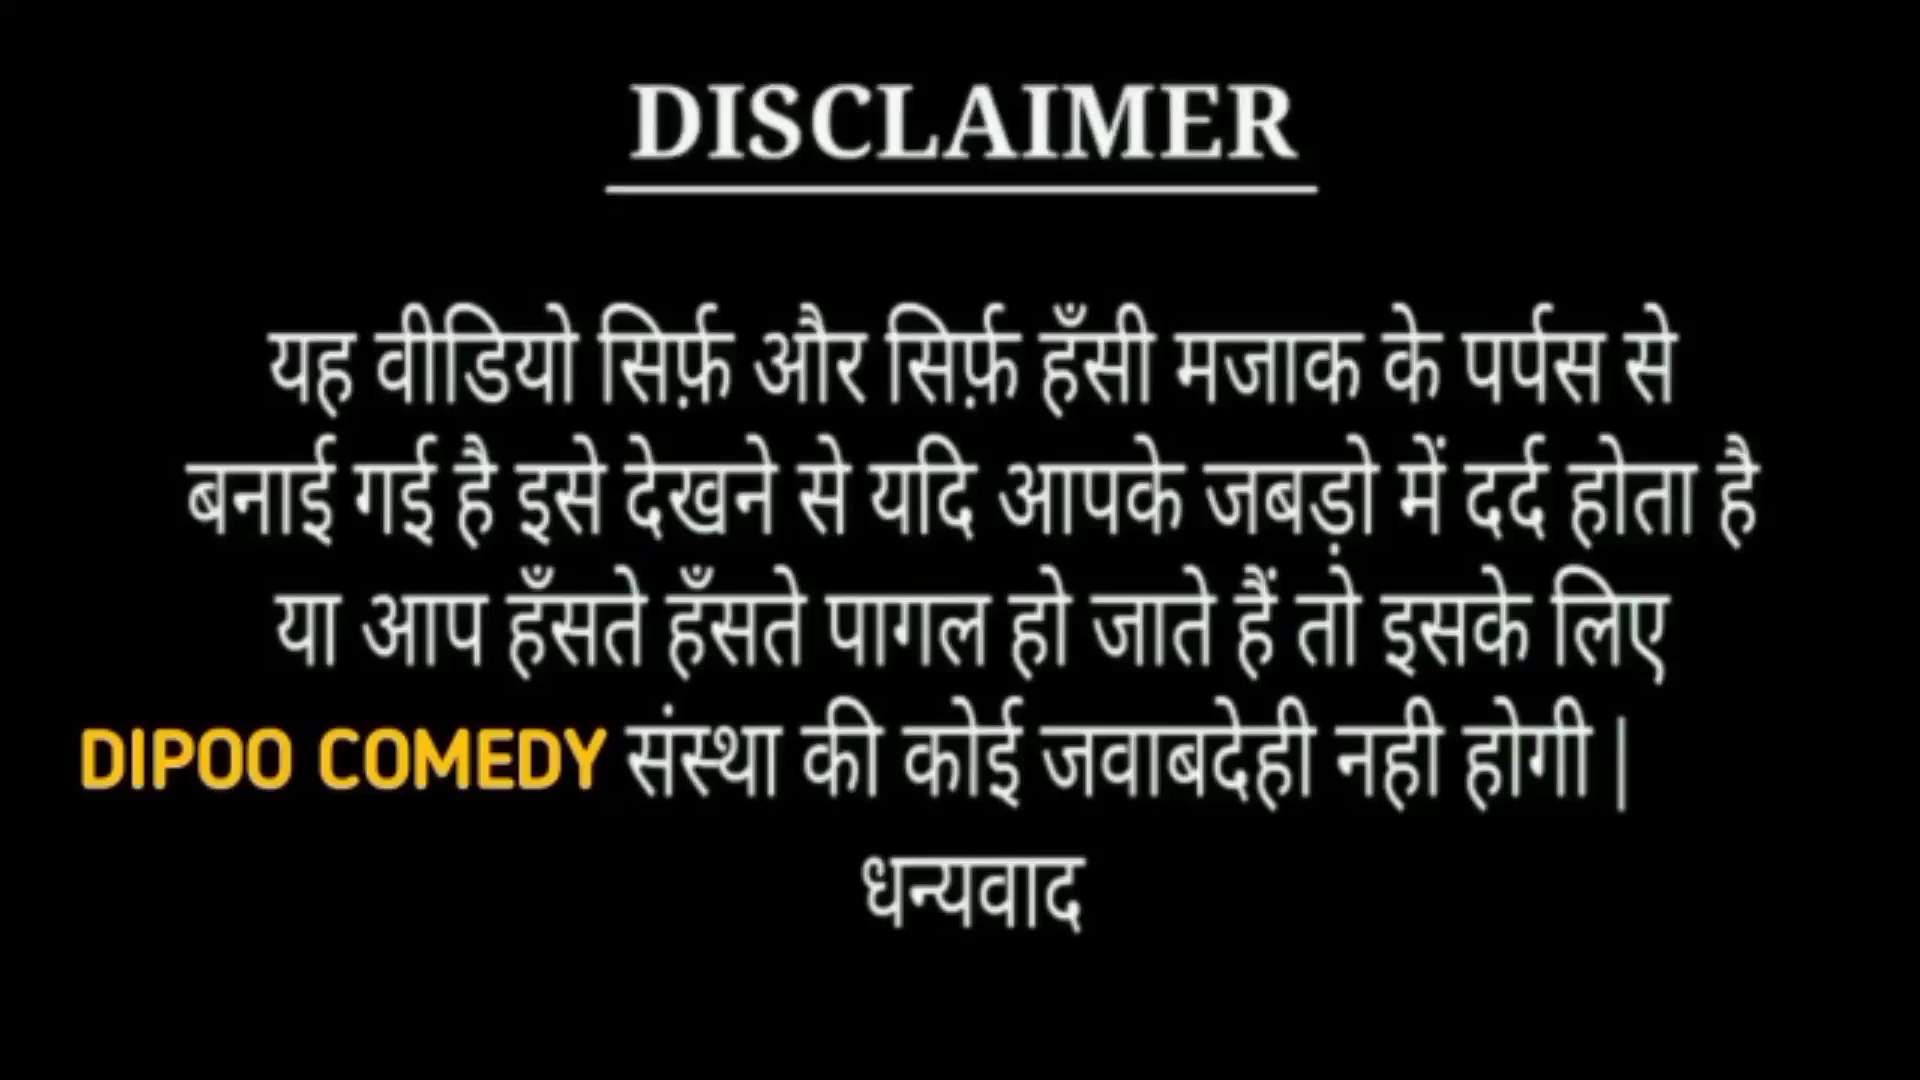 DISCLAIMER
यह वीडियो सिर्फ़ और सिर्फ़ हँसी मजाक के पर्पस से
बनाई गई है इसे देखने से यदि आपके जबड़ो में दर्द होता है
या आप हँसते हँसते पागल हो जाते हैं तो इसके लिए
DIPOO COMEDY संस्था की कोई जवाबदेही नही होगी |
धन्यवाद